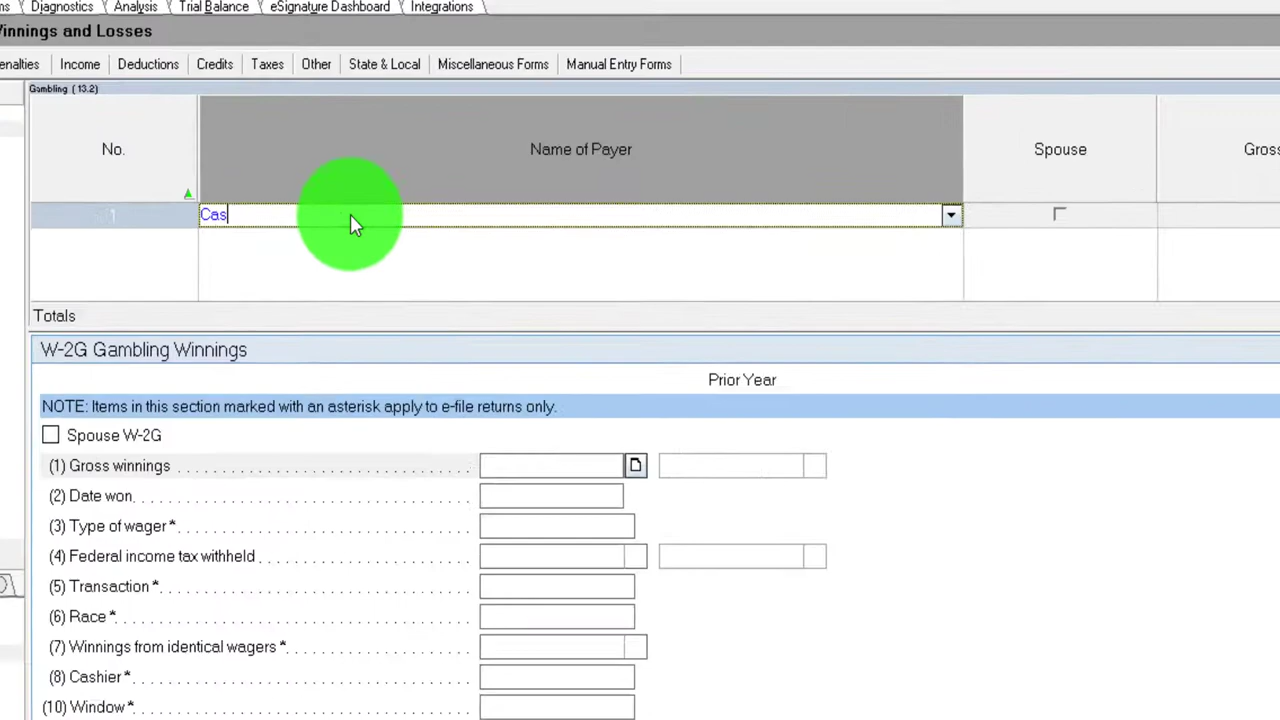 Diagnostics Analysis Trial Balance eSignature Dashboard Integrations
Winnings and Losses
Income Deductions Credits Taxes Other State & Local Miscellaneous Forms Manual Entry Forms
Gambling (13.2)
No. Name of Payer Spouse Gross
1 Cas
Totals
W-2G Gambling Winnings
Prior Year
NOTE: Items in this section marked with an asterisk apply to e-file returns only.
Spouse W-2G
(1) Gross winnings
(2) Date won
(3) Type of wager *
(4) Federal income tax withheld
(5) Transaction *
(6) Race *
(7) Winnings from identical wagers *
(8) Cashier *
(10) Window *